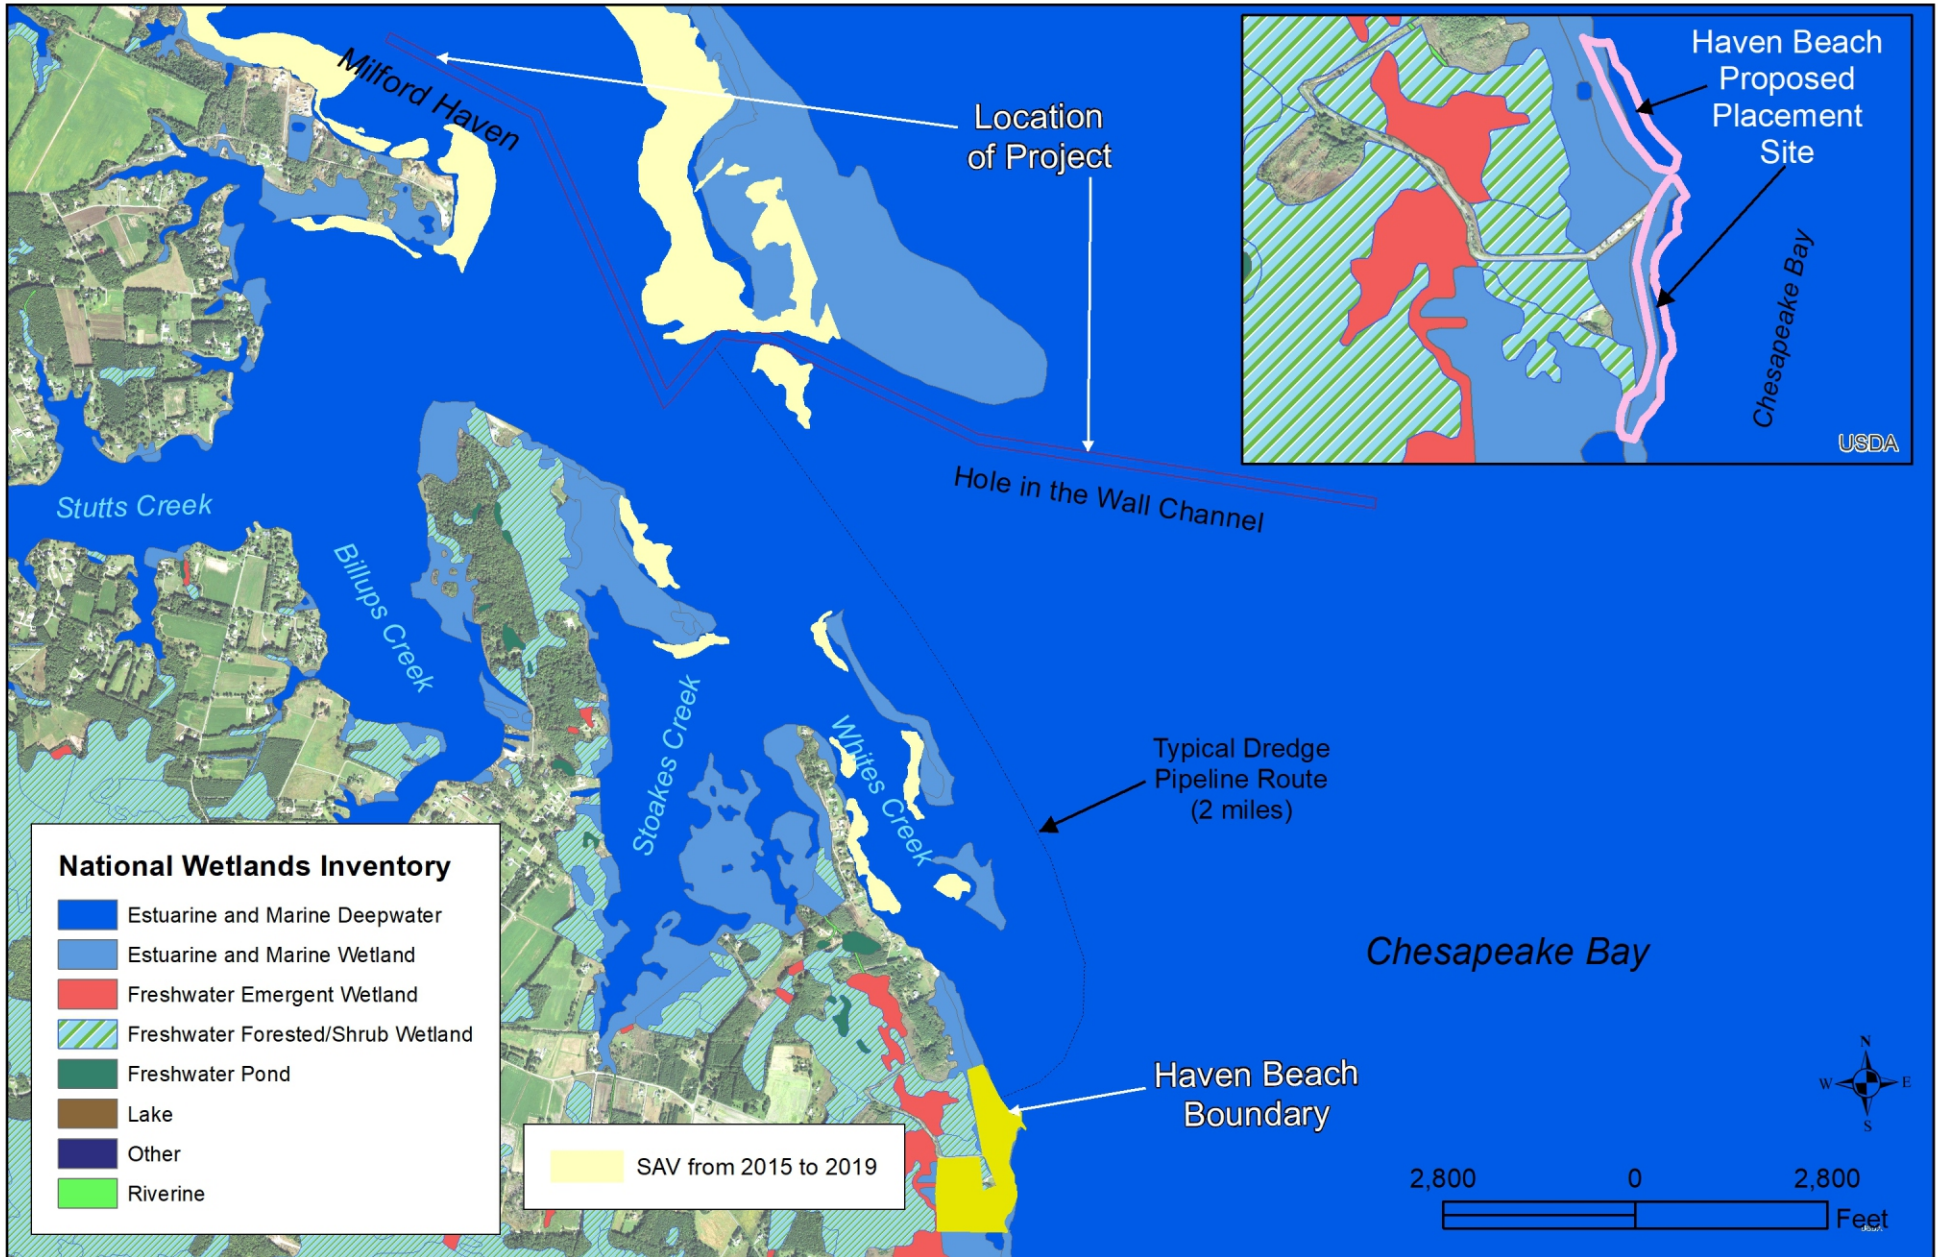 Milford Haven
Location
of Project
Haven Beach
Proposed
Placement
Site
Chesapeake Bay
USDA
Hole in the Wall Channel
Stutts Creek
Billups Creek
Stoakes Creek
Whites Creek
Typical Dredge
Pipeline Route
(2 miles)
Chesapeake Bay
Haven Beach
Boundary
National Wetlands Inventory
Estuarine and Marine Deepwater
Estuarine and Marine Wetland
Freshwater Emergent Wetland
Freshwater Forested/Shrub Wetland
Freshwater Pond
Lake
Other
Riverine
SAV from 2015 to 2019
N
W E
S
2,800 0 2,800
Feet